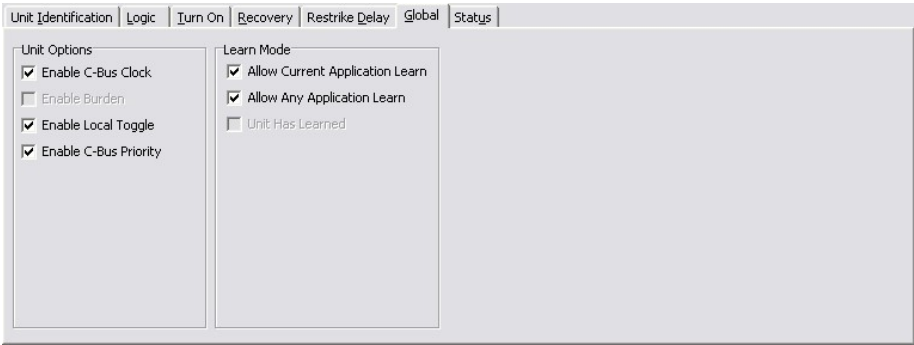 Unit Identification Logic Turn On Recovery Restrike Delay Global Status
Unit Options
Enable C-Bus Clock
Enable Burden
Enable Local Toggle
Enable C-Bus Priority
Learn Mode
Allow Current Application Learn
Allow Any Application Learn
Unit Has Learned